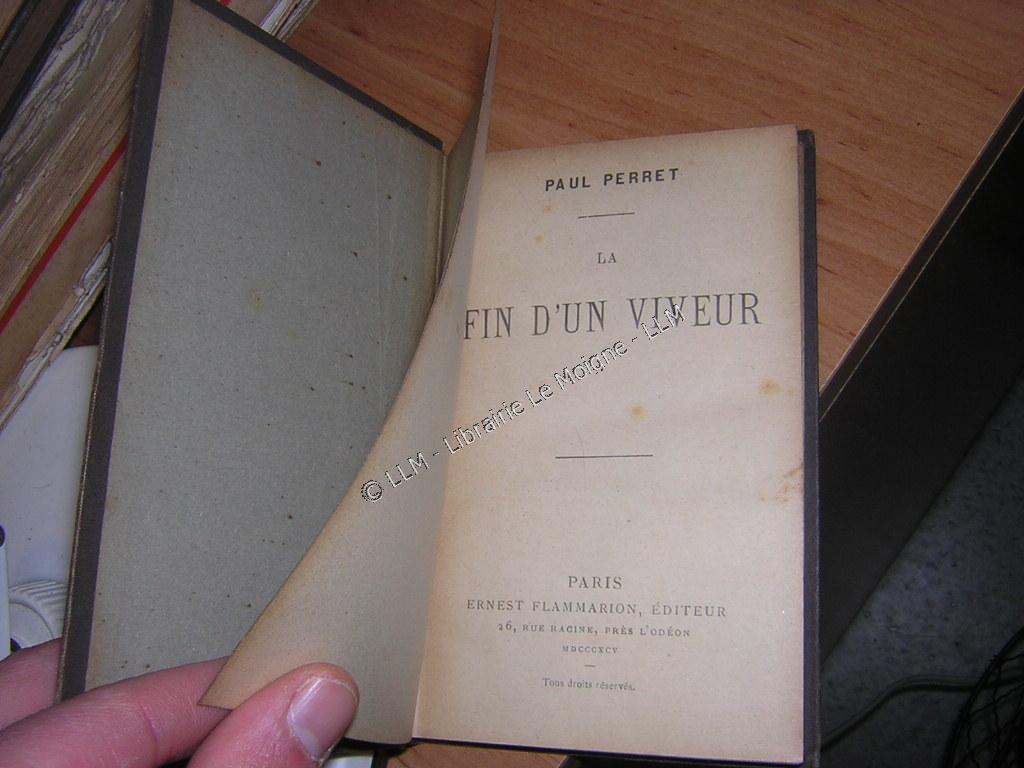 PAUL PERRET
LA
FIN D'UN VIVEUR
© LLM - Librairie Le Moigne - LLM
PARIS
ERNEST FLAMMARION, ÉDITEUR
26, RUE RACINE, PRÈS L'ODÉON
MDCCCXCV
Tous droits réservés.